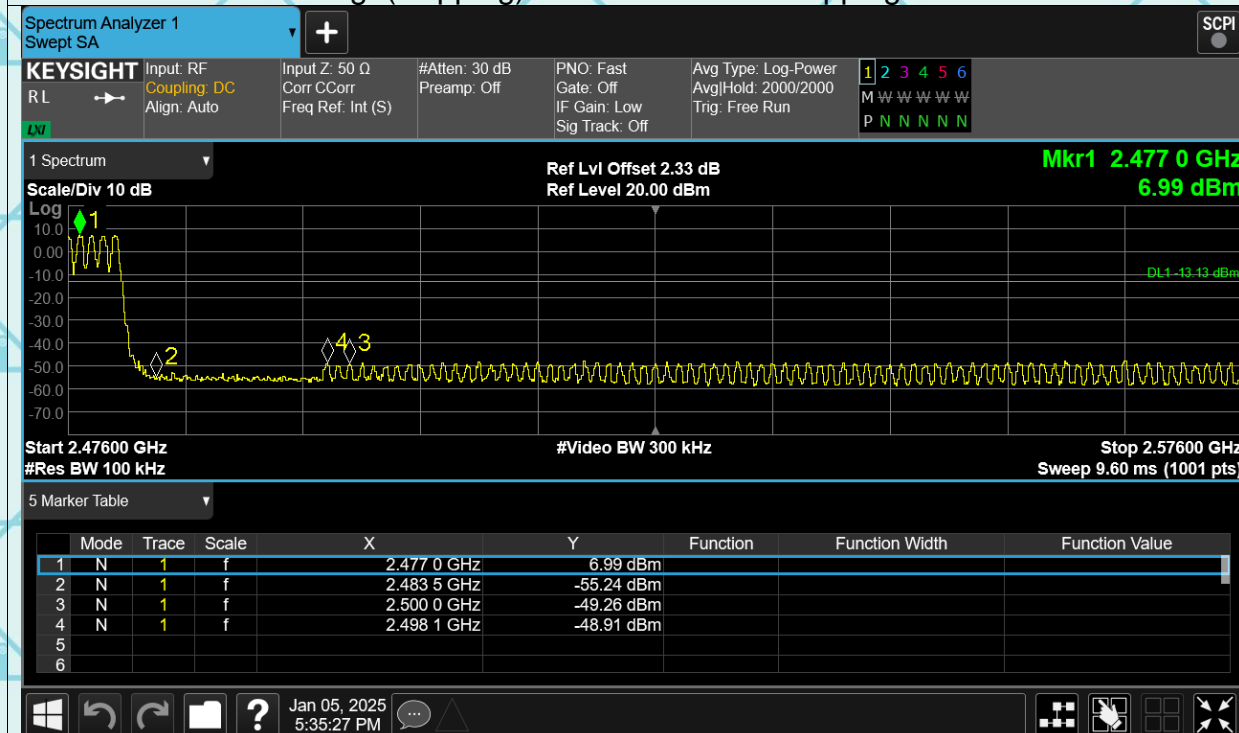 Spectrum Analyzer 1
Swept SA
+
SCPI
KEYSIGHT
RL
LXI
Input: RF
Coupling: DC
Align: Auto
Input Z: 50 Ω
Corr CCorr
Freq Ref: Int (S)
#Atten: 30 dB
Preamp: Off
PNO: Fast
Gate: Off
IF Gain: Low
Sig Track: Off
Avg Type: Log-Power
Avg|Hold: 2000/2000
Trig: Free Run
1 2 3 4 5 6
M W W W W W
P N N N N N
1 Spectrum
Scale/Div 10 dB
Ref Lvl Offset 2.33 dB
Ref Level 20.00 dBm
Mkr1 2.477 0 GHz
6.99 dBm
Log
10.0
0.00
-10.0
-20.0
-30.0
-40.0
-50.0
-60.0
-70.0
1
2
4
3
DL1 -13.13 dBm
Start 2.47600 GHz
#Res BW 100 kHz
#Video BW 300 kHz
Stop 2.57600 GHz
Sweep 9.60 ms (1001 pts)
5 Marker Table
Mode Trace Scale X Y Function Function Width Function Value
1 N 1 f 2.477 0 GHz 6.99 dBm
2 N 1 f 2.483 5 GHz -55.24 dBm
3 N 1 f 2.500 0 GHz -49.26 dBm
4 N 1 f 2.498 1 GHz -48.91 dBm
5
6
?
Jan 05, 2025
5:35:27 PM